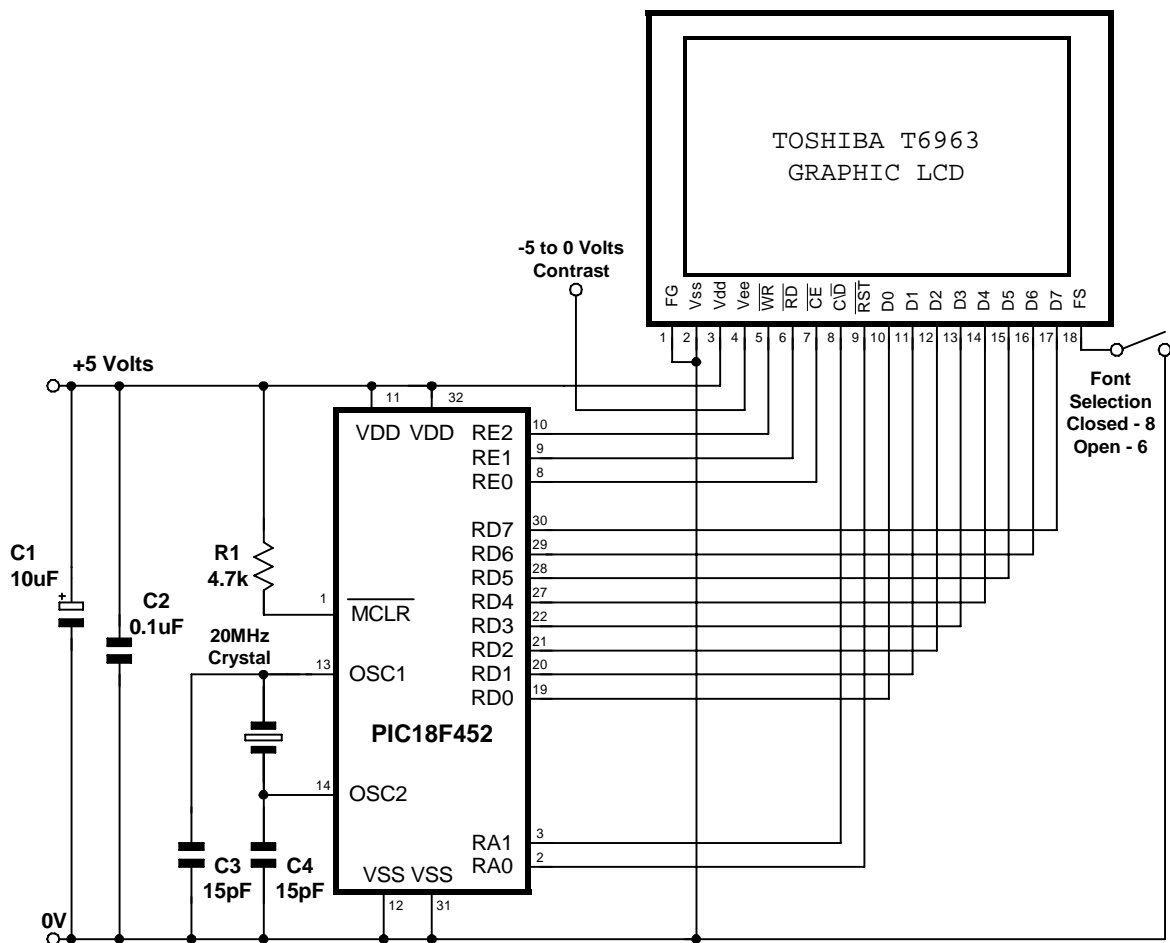 TOSHIBA T6963
GRAPHIC LCD
-5 to 0 Volts
Contrast
FG
Vss
Vdd
Vee
WR
RD
CE
C\D
RST
D0
D1
D2
D3
D4
D5
D6
D7
FS
1
2
3
4
5
6
7
8
9
10
11
12
13
14
15
16
17
18
Font
Selection
Closed - 8
Open - 6
+5 Volts
11
32
VDD VDD
RE2
10
RE1
9
RE0
8
RD7
30
RD6
29
RD5
28
RD4
27
RD3
22
RD2
21
RD1
20
RD0
19
C1
10uF
+
C2
0.1uF
R1
4.7k
1
MCLR
20MHz
Crystal
13
OSC1
PIC18F452
14
OSC2
RA1
3
RA0
2
C3
15pF
C4
15pF
VSS VSS
12
31
0V